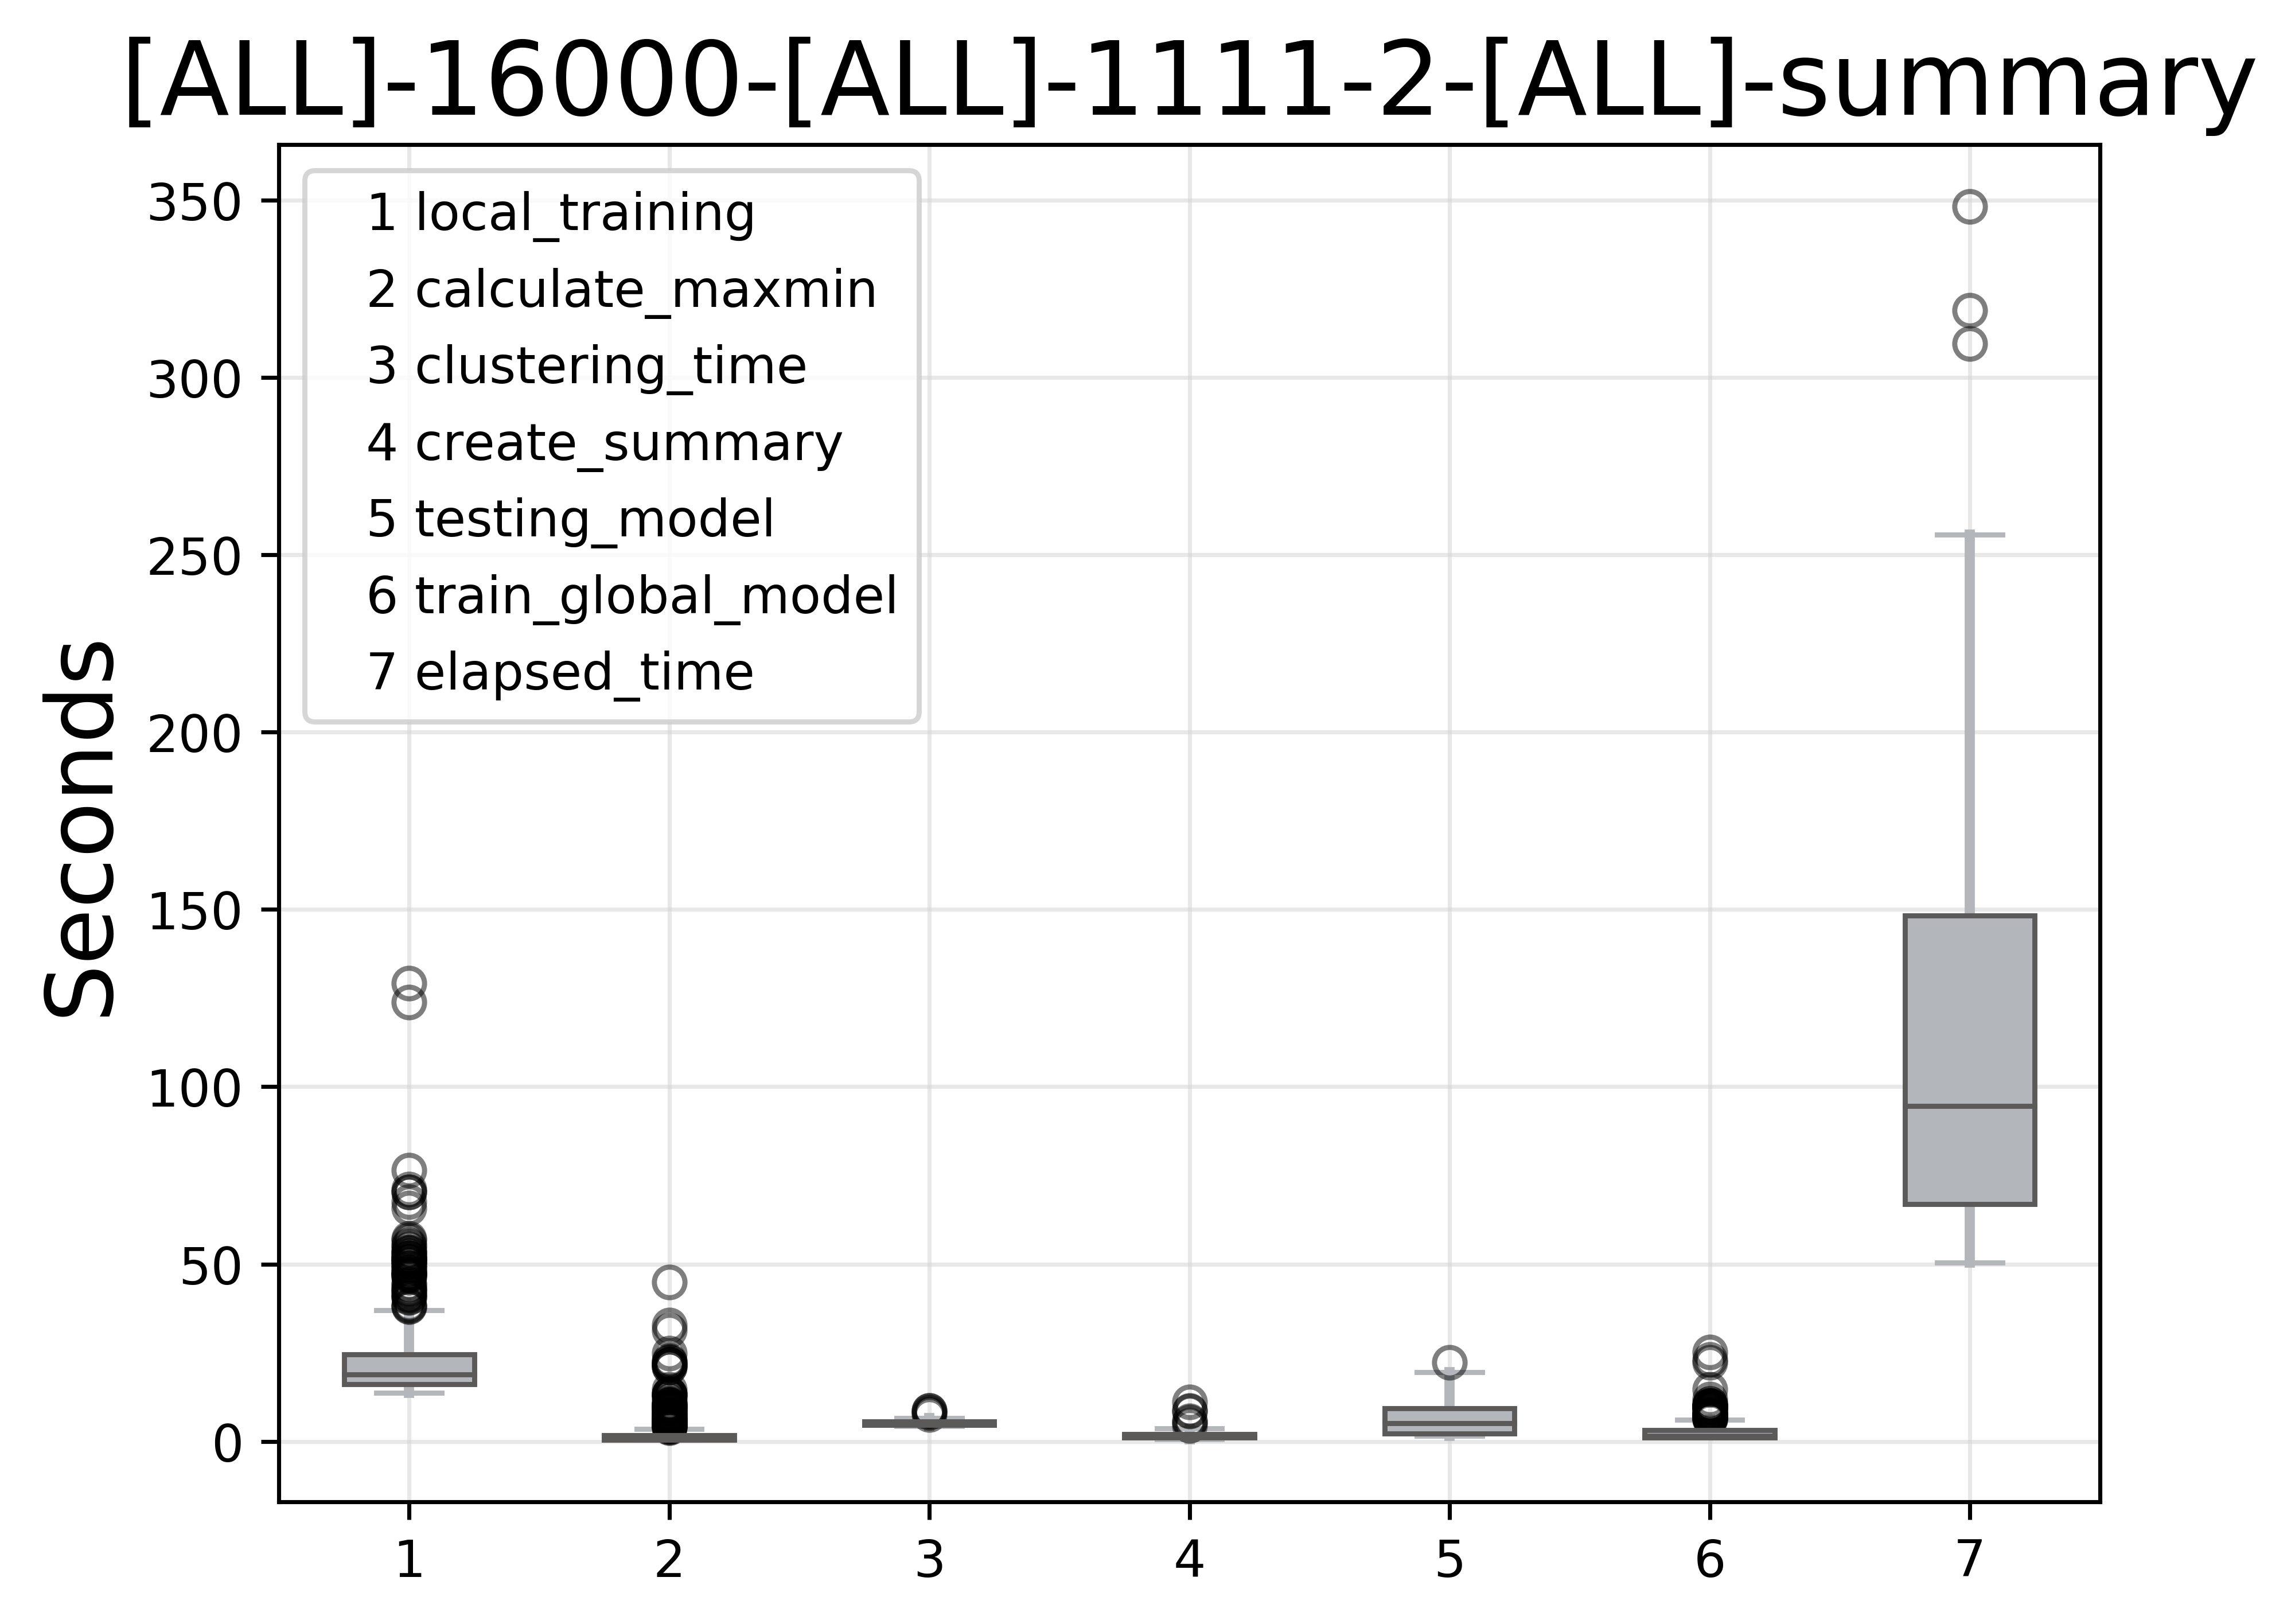 [ALL]-16000-[ALL]-1111-2-[ALL]-summary
Seconds
350
300
250
200
150
100
50
0
1 local_training
2 calculate_maxmin
3 clustering_time
4 create_summary
5 testing_model
6 train_global_model
7 elapsed_time
1 2 3 4 5 6 7